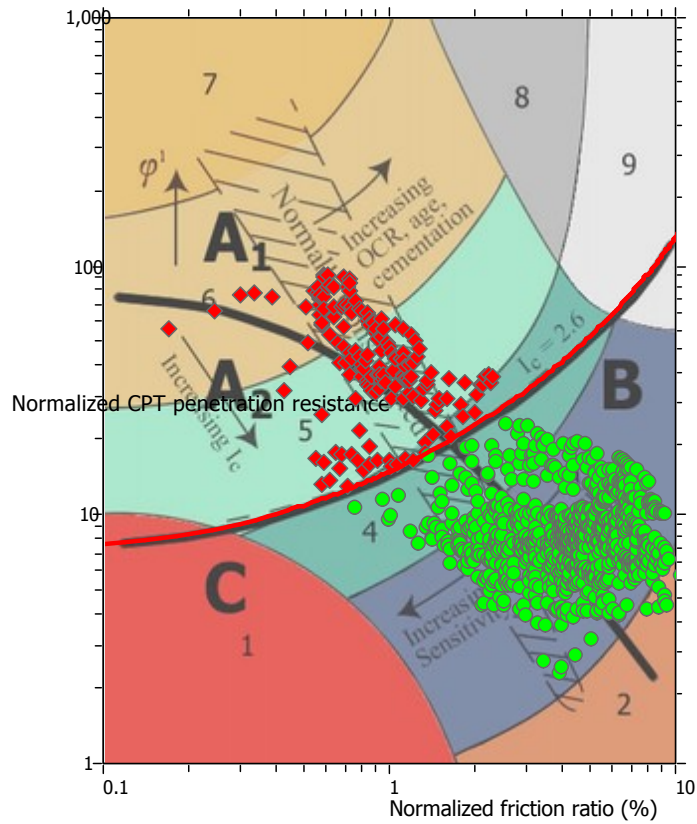 1,000
7
8
9
φ'
Normally
Increasing
OCR, age,
cementation
A1
100
6
Increasing Ic
A2
Ic = 2.6
B
Normalized CPT penetration resistance
5
10
4
C
Increasing
Sensitivity
1
2
1
0.1
1
10
Normalized friction ratio (%)